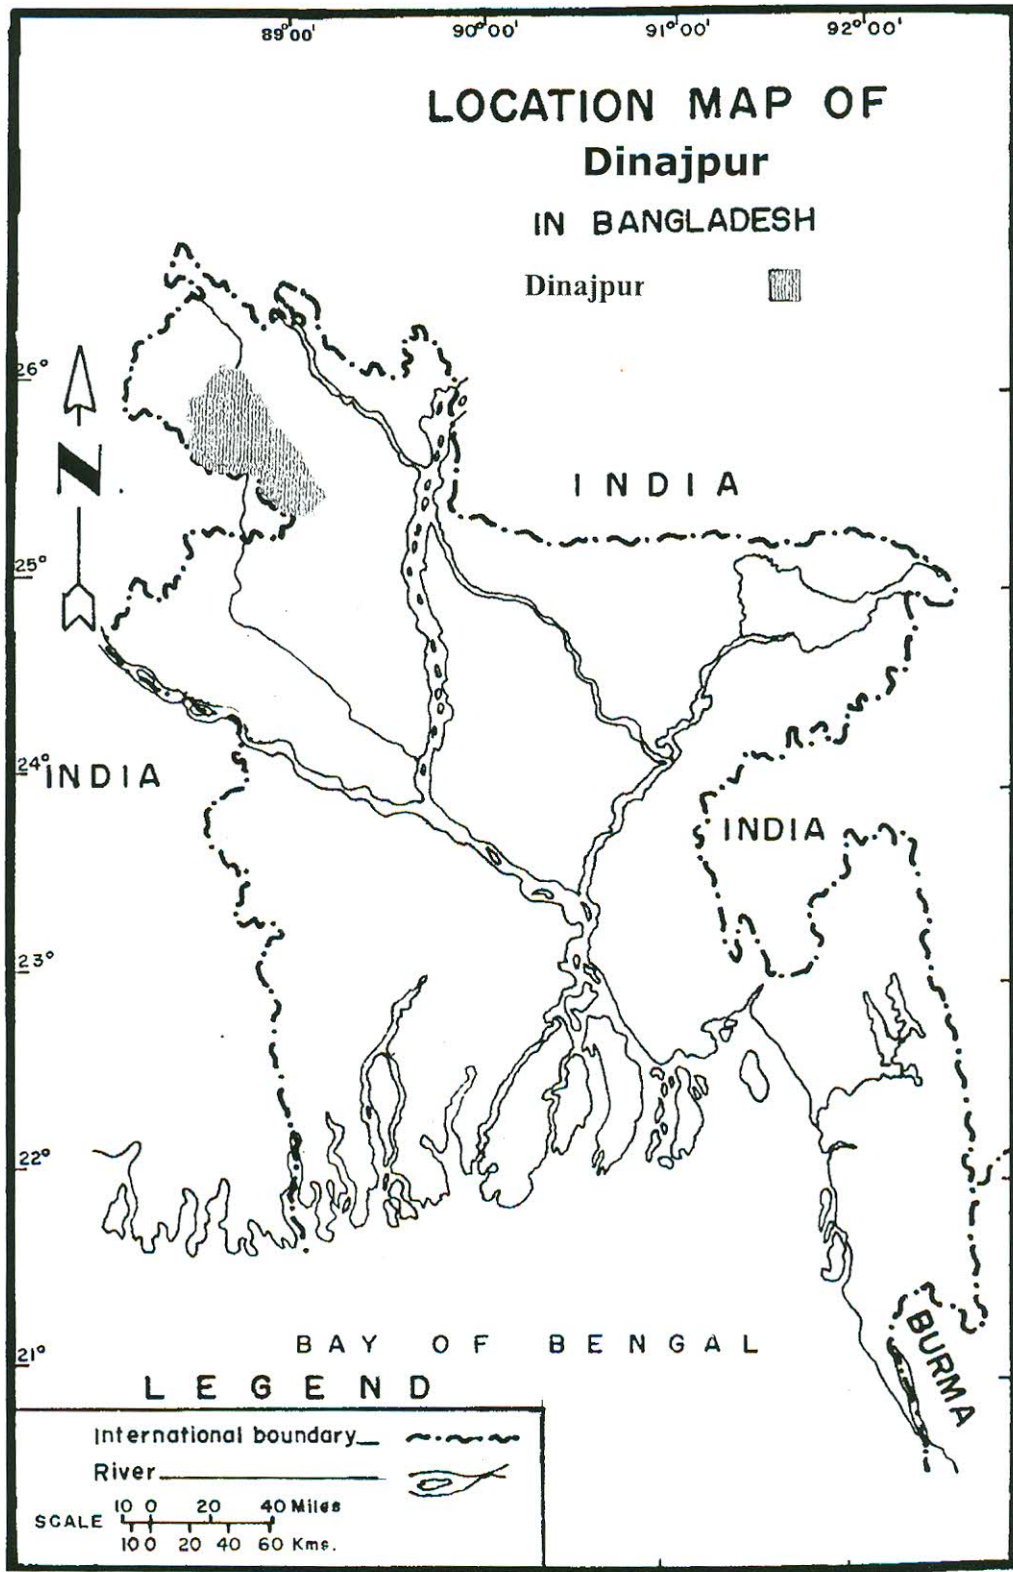 89°00' 90°00' 91°00' 92°00'
LOCATION MAP OF
Dinajpur
IN BANGLADESH
Dinajpur
26°
N
INDIA
25°
24°
INDIA
INDIA
23°
22°
21°
BURMA
BAY OF BENGAL
LEGEND
International boundary
River
SCALE
10 0 20 40 Miles
10 0 20 40 60 Kms.